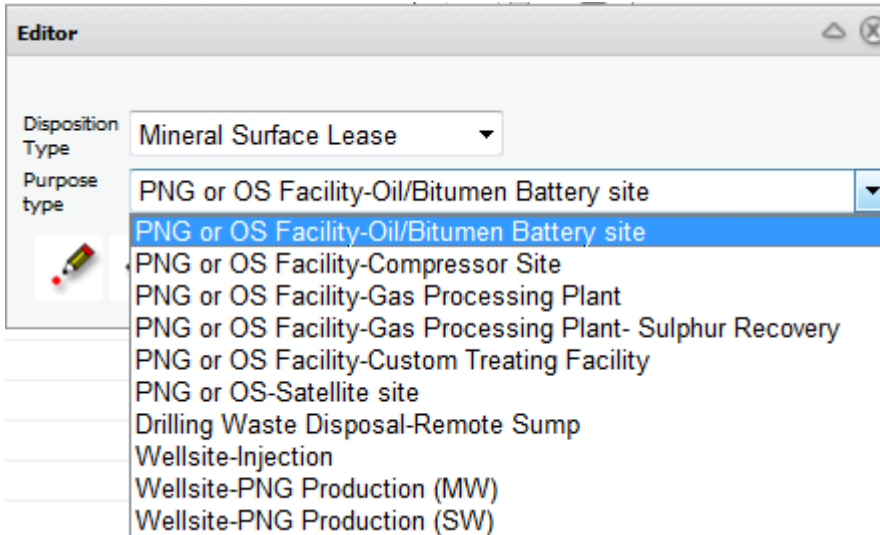 Editor
Disposition
Type
Mineral Surface Lease
Purpose
type
PNG or OS Facility-Oil/Bitumen Battery site
PNG or OS Facility-Oil/Bitumen Battery site
PNG or OS Facility-Compressor Site
PNG or OS Facility-Gas Processing Plant
PNG or OS Facility-Gas Processing Plant- Sulphur Recovery
PNG or OS Facility-Custom Treating Facility
PNG or OS-Satellite site
Drilling Waste Disposal-Remote Sump
Wellsite-Injection
Wellsite-PNG Production (MW)
Wellsite-PNG Production (SW)